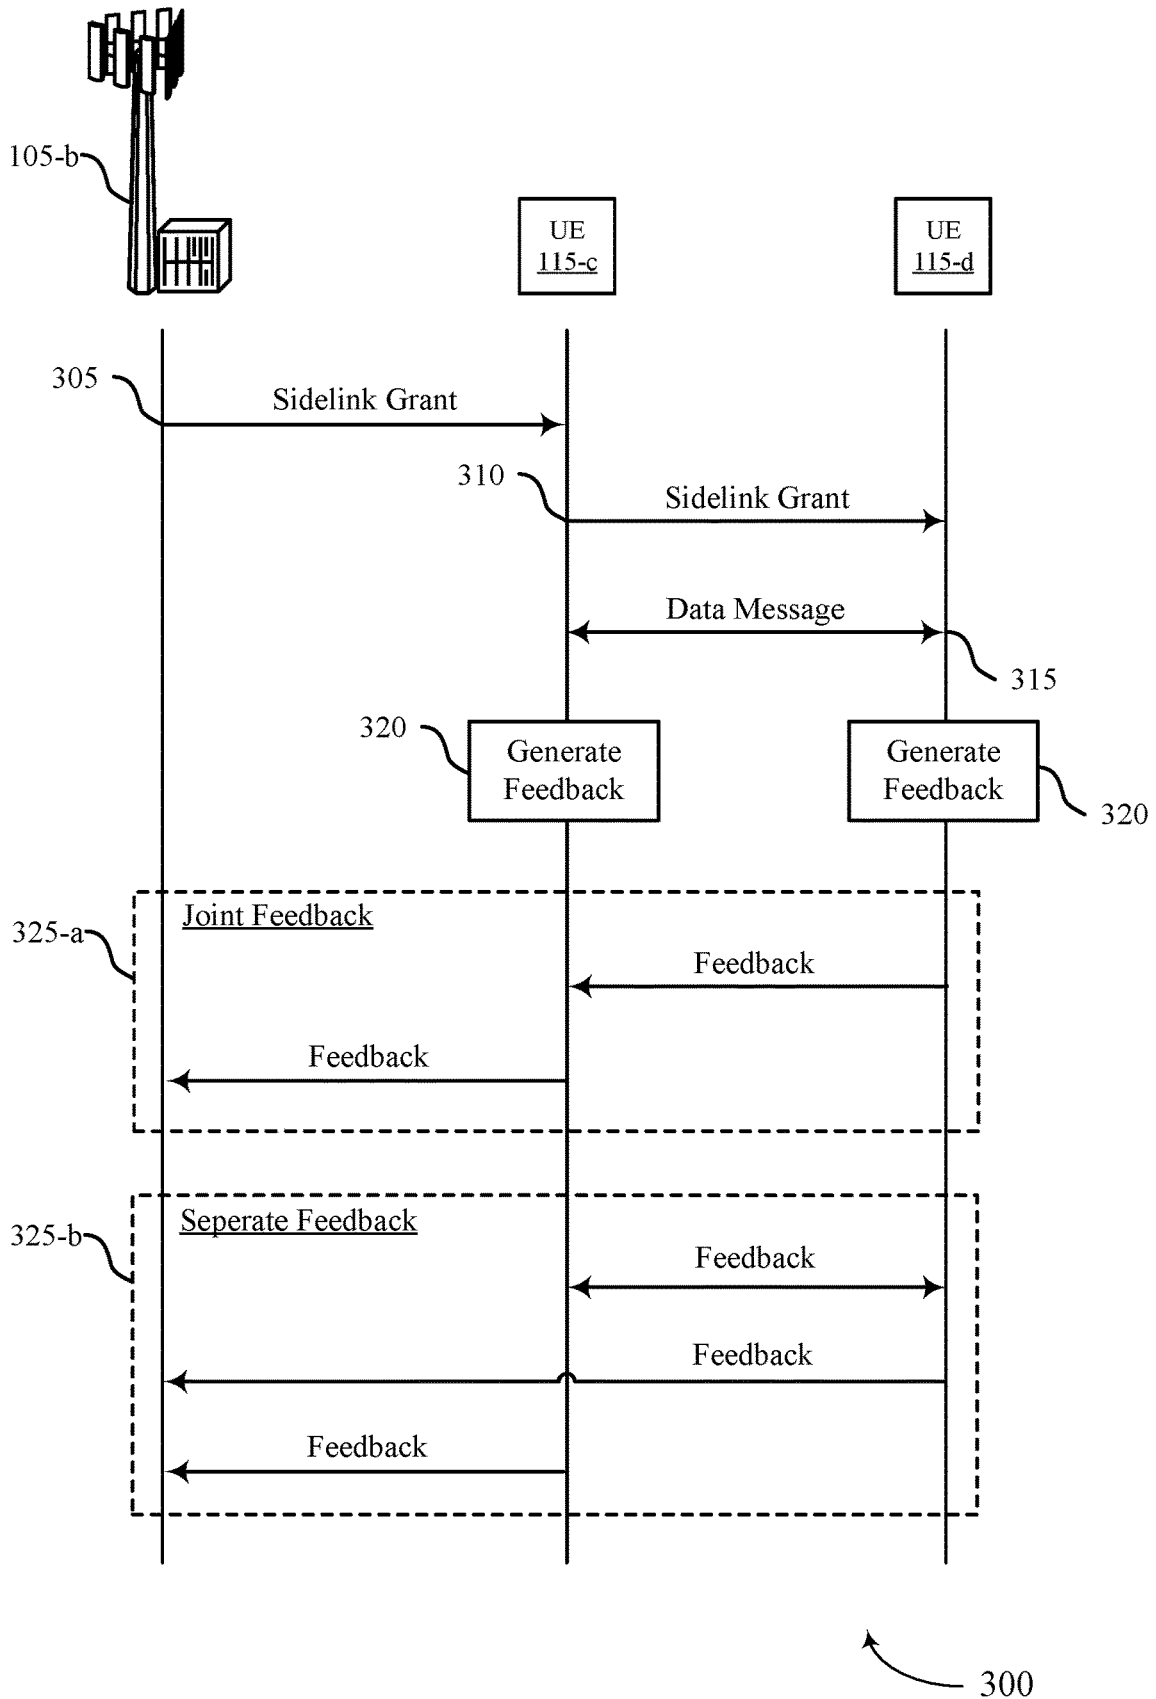 105-b
UE
115-c
UE
115-d
305
Sidelink Grant
310
Sidelink Grant
Data Message
315
320
Generate
Feedback
Generate
Feedback
320
325-a
Joint Feedback
Feedback
Feedback
325-b
Seperate Feedback
Feedback
Feedback
Feedback
300